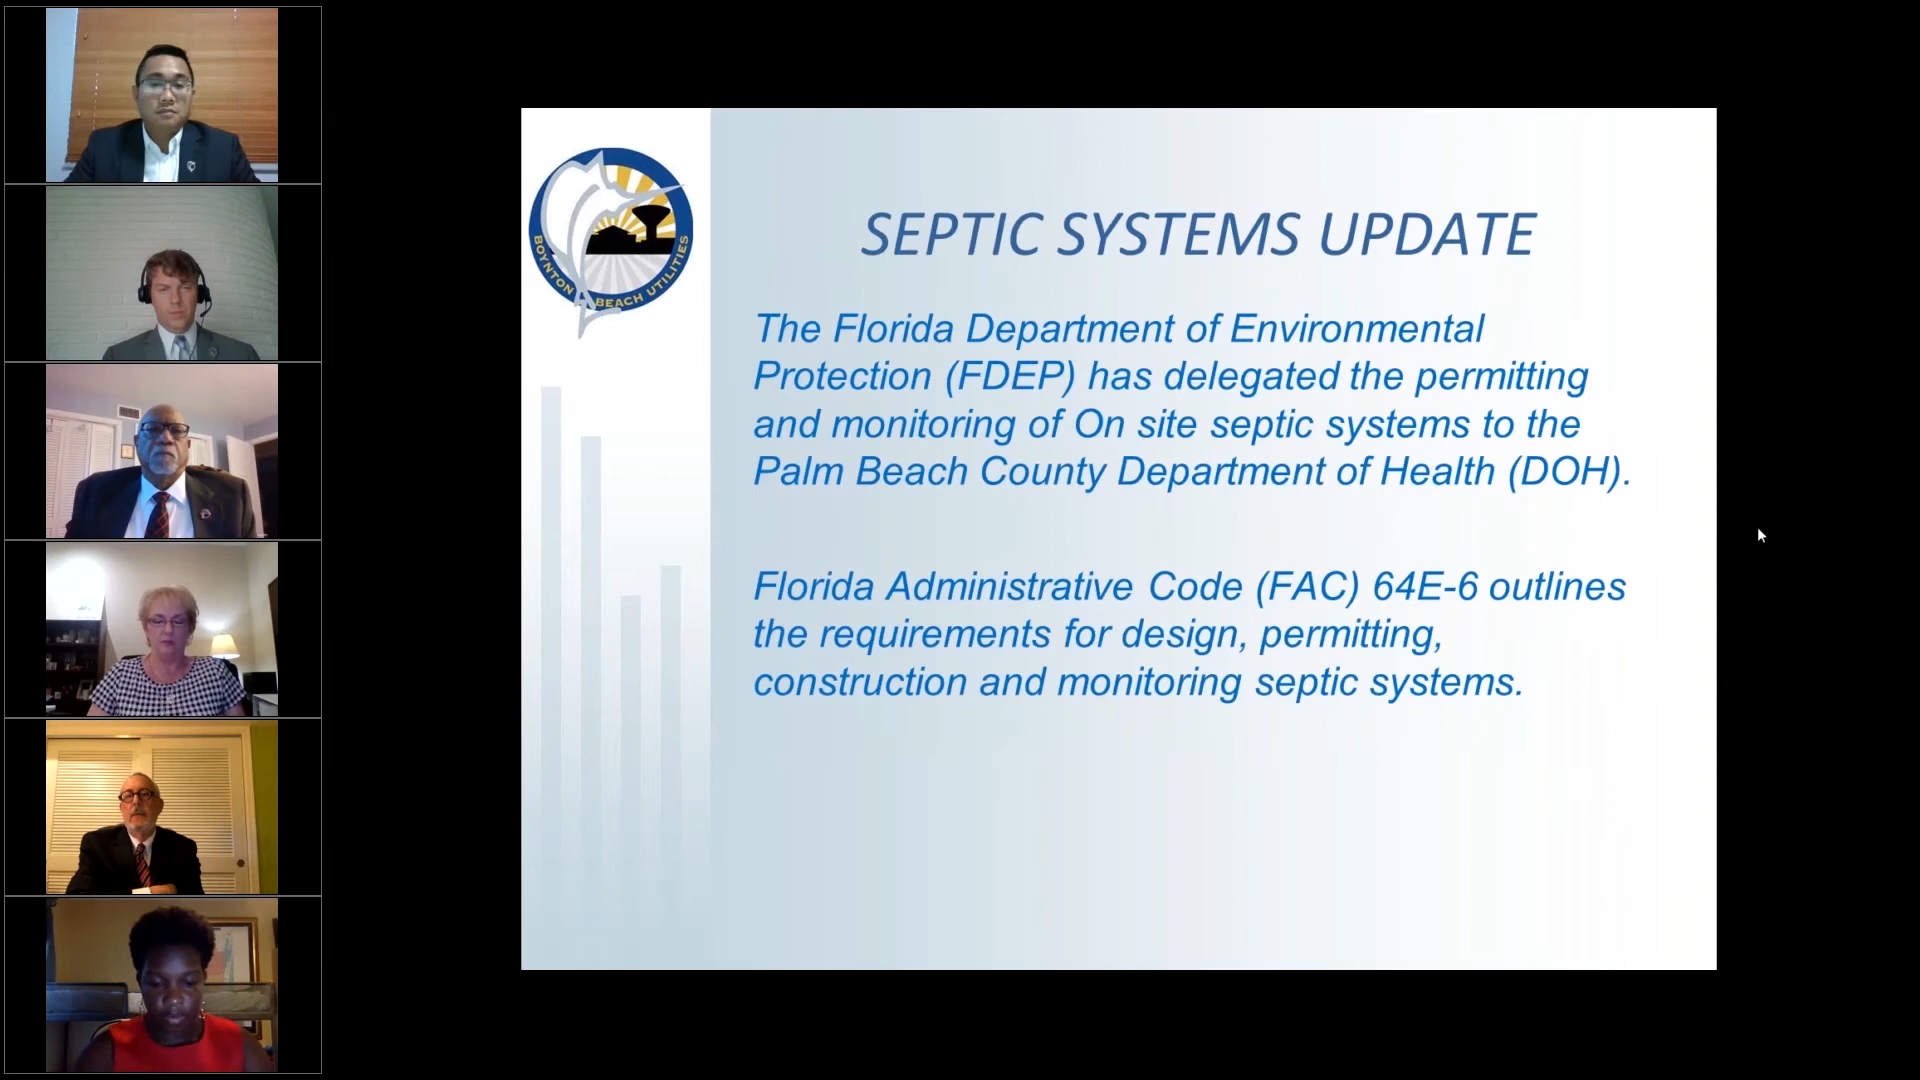 BOYNTON BEACH UTILITIES
SEPTIC SYSTEMS UPDATE
The Florida Department of Environmental
Protection (FDEP) has delegated the permitting
and monitoring of On site septic systems to the
Palm Beach County Department of Health (DOH).
Florida Administrative Code (FAC) 64E-6 outlines
the requirements for design, permitting,
construction and monitoring septic systems.